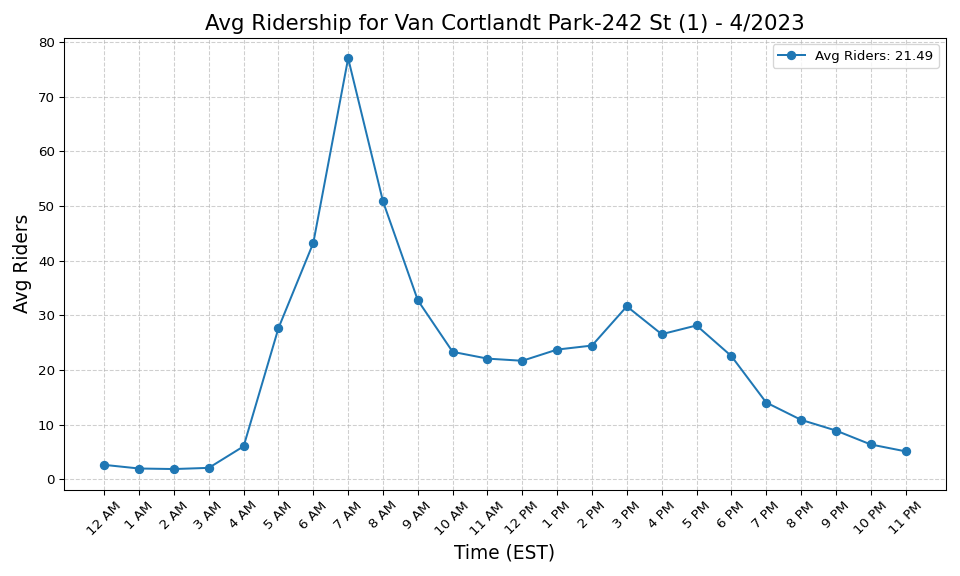 Avg Ridership for Van Cortlandt Park-242 St (1) - 4/2023
Avg Riders: 21.49
Avg Riders
80
70
60
50
40
30
20
10
0
12 AM
1 AM
2 AM
3 AM
4 AM
5 AM
6 AM
7 AM
8 AM
9 AM
10 AM
11 AM
12 PM
1 PM
2 PM
3 PM
4 PM
5 PM
6 PM
7 PM
8 PM
9 PM
10 PM
11 PM
Time (EST)